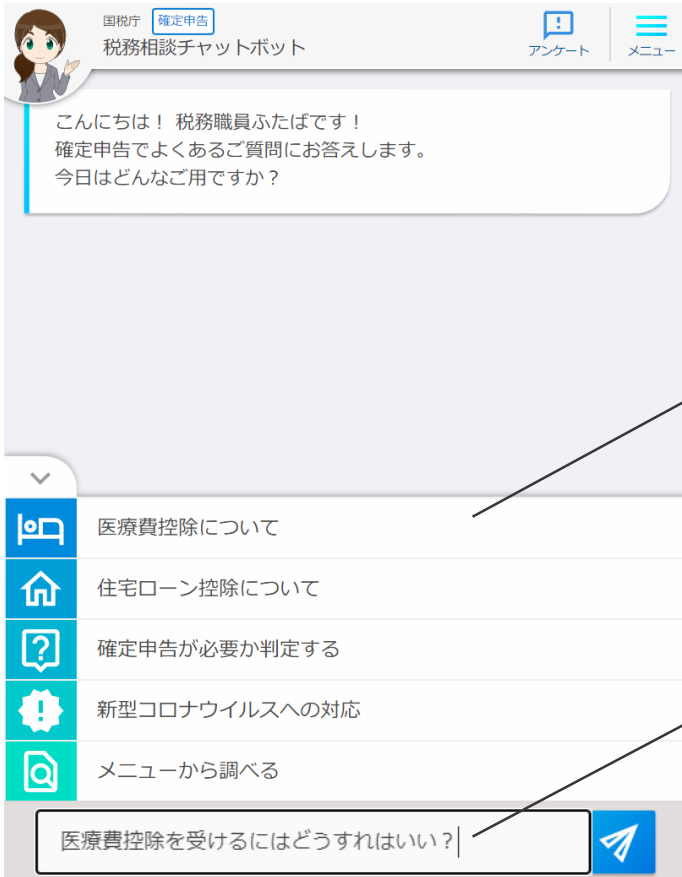 国税庁 確定申告
税務相談チャットボット
アンケート
メニュー
こんにちは! 税務職員ふたばです!
確定申告でよくあるご質問にお答えします。
今日はどんなご用ですか?
医療費控除について
住宅ローン控除について
確定申告が必要か判定する
新型コロナウイルスへの対応
メニューから調べる
医療費控除を受けるにはどうすれはいい?